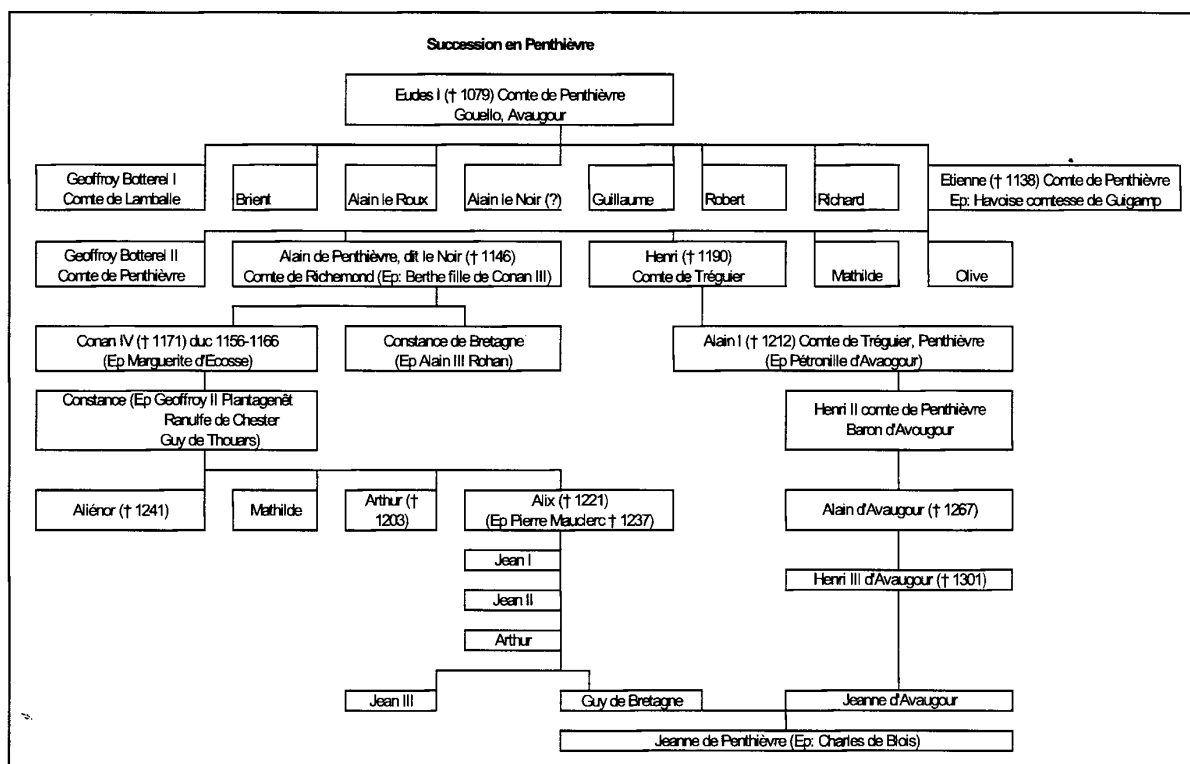 Succession en Penthièvre
Eudes I († 1079) Comte de Penthièvre
Gouello, Avaugour
Geoffroy Botterel I
Comte de Lamballe
Brient
Alain le Roux
Alain le Noir (?)
Guillaume
Robert
Richard
Etienne († 1138) Comte de Penthièvre
Ep: Havoise comtesse de Guigamp
Geoffroy Botterel II
Comte de Penthièvre
Alain de Penthièvre, dit le Noir († 1146)
Comte de Richemond (Ep: Berthe fille de Conan III)
Henri († 1190)
Comte de Tréguier
Mathilde
Olive
Conan IV († 1171) duc 1156-1166
(Ep Marguerite d'Ecosse)
Constance de Bretagne
(Ep Alain III Rohan)
Alain I († 1212) Comte de Tréguier, Penthièvre
(Ep Pétronille d'Avaogour)
Constance (Ep Geoffroy II Plantagenêt
Ranulfe de Chester
Guy de Thouars)
Henri II comte de Penthièvre
Baron d'Avougour
Aliénor († 1241)
Mathilde
Arthur (†
1203)
Alix († 1221)
(Ep Pierre Mauclerc † 1237)
Alain d'Avaugour († 1267)
Jean I
Henri III d'Avaugour († 1301)
Jean II
Arthur
Jean III
Guy de Bretagne
Jeanne d'Avaugour
Jeanne de Penthièvre (Ep: Charles de Blois)